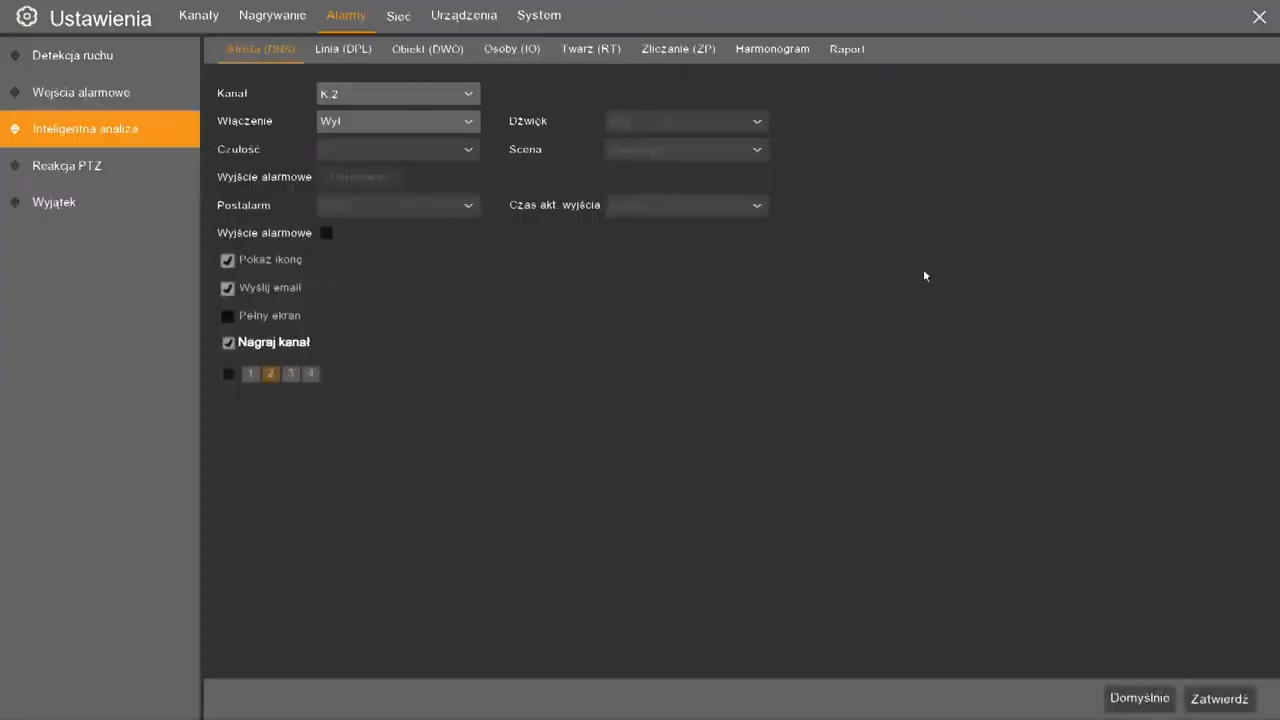 Ustawienia
Kanały Nagrywanie Alarmy Sieć Urządzenia System
Detekcja ruchu
Wejścia alarmowe
Inteligentna analiza
Reakcja PTZ
Wyjątek
Strefa (DNS) Linia (DPL) Obiekt (DWO) Osoby (IO) Twarz (RT) Zliczanie (ZP) Harmonogram Raport
Kanał K.2
Włączenie Wył Dźwięk
Czułość Scena
Wyjście alarmowe
Postalarm Czas akt. wyjścia
Wyjście alarmowe
Pokaż ikonę
Wyślij email
Pełny ekran
Nagraj kanał
1 2 3 4
Domyślnie Zatwierdź